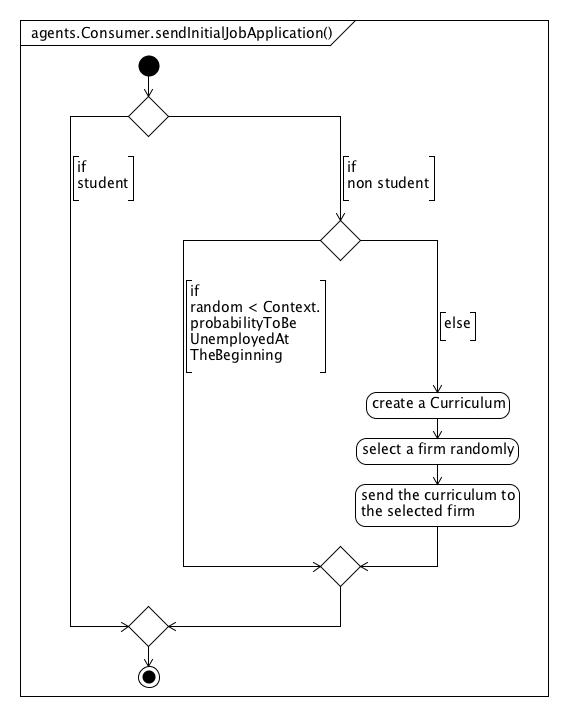 agents.Consumer.sendInitialJobApplication()
if
student
if
non student
if
random < Context.
probabilityToBe
UnemployedAt
TheBeginning
else
create a Curriculum
select a firm randomly
send the curriculum to
the selected firm